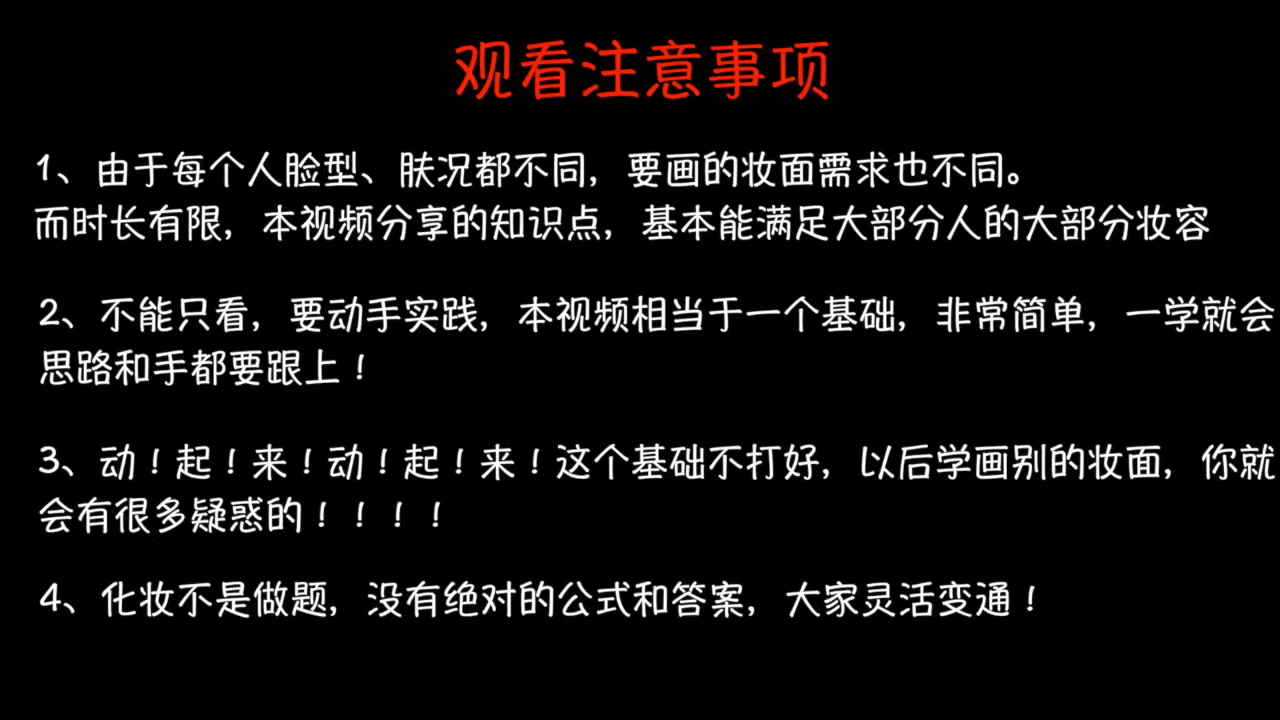 观看注意事项
1、由于每个人脸型、肤况都不同，要画的妆面需求也不同。
而时长有限，本视频分享的知识点，基本能满足大部分人的大部分妆容
2、不能只看，要动手实践，本视频相当于一个基础，非常简单，一学就会
思路和手都要跟上！
3、动！起！来！动！起！来！这个基础不打好，以后学画别的妆面，你就
会有很多疑惑的！！！！
4、化妆不是做题，没有绝对的公式和答案，大家灵活变通！